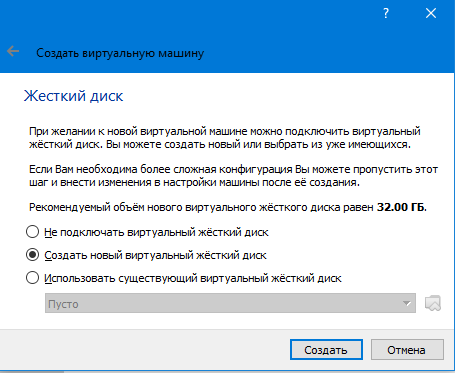 ?
Создать виртуальную машину
Жесткий диск
При желании к новой виртуальной машине можно подключить виртуальный
жёсткий диск. Вы можете создать новый или выбрать из уже имеющихся.
Если Вам необходима более сложная конфигурация Вы можете пропустить этот
шаг и внести изменения в настройки машины после её создания.
Рекомендуемый объём нового виртуального жёсткого диска равен 32.00 ГБ.
Не подключать виртуальный жёсткий диск
Создать новый виртуальный жёсткий диск
Использовать существующий виртуальный жёсткий диск
Пусто
Создать Отмена